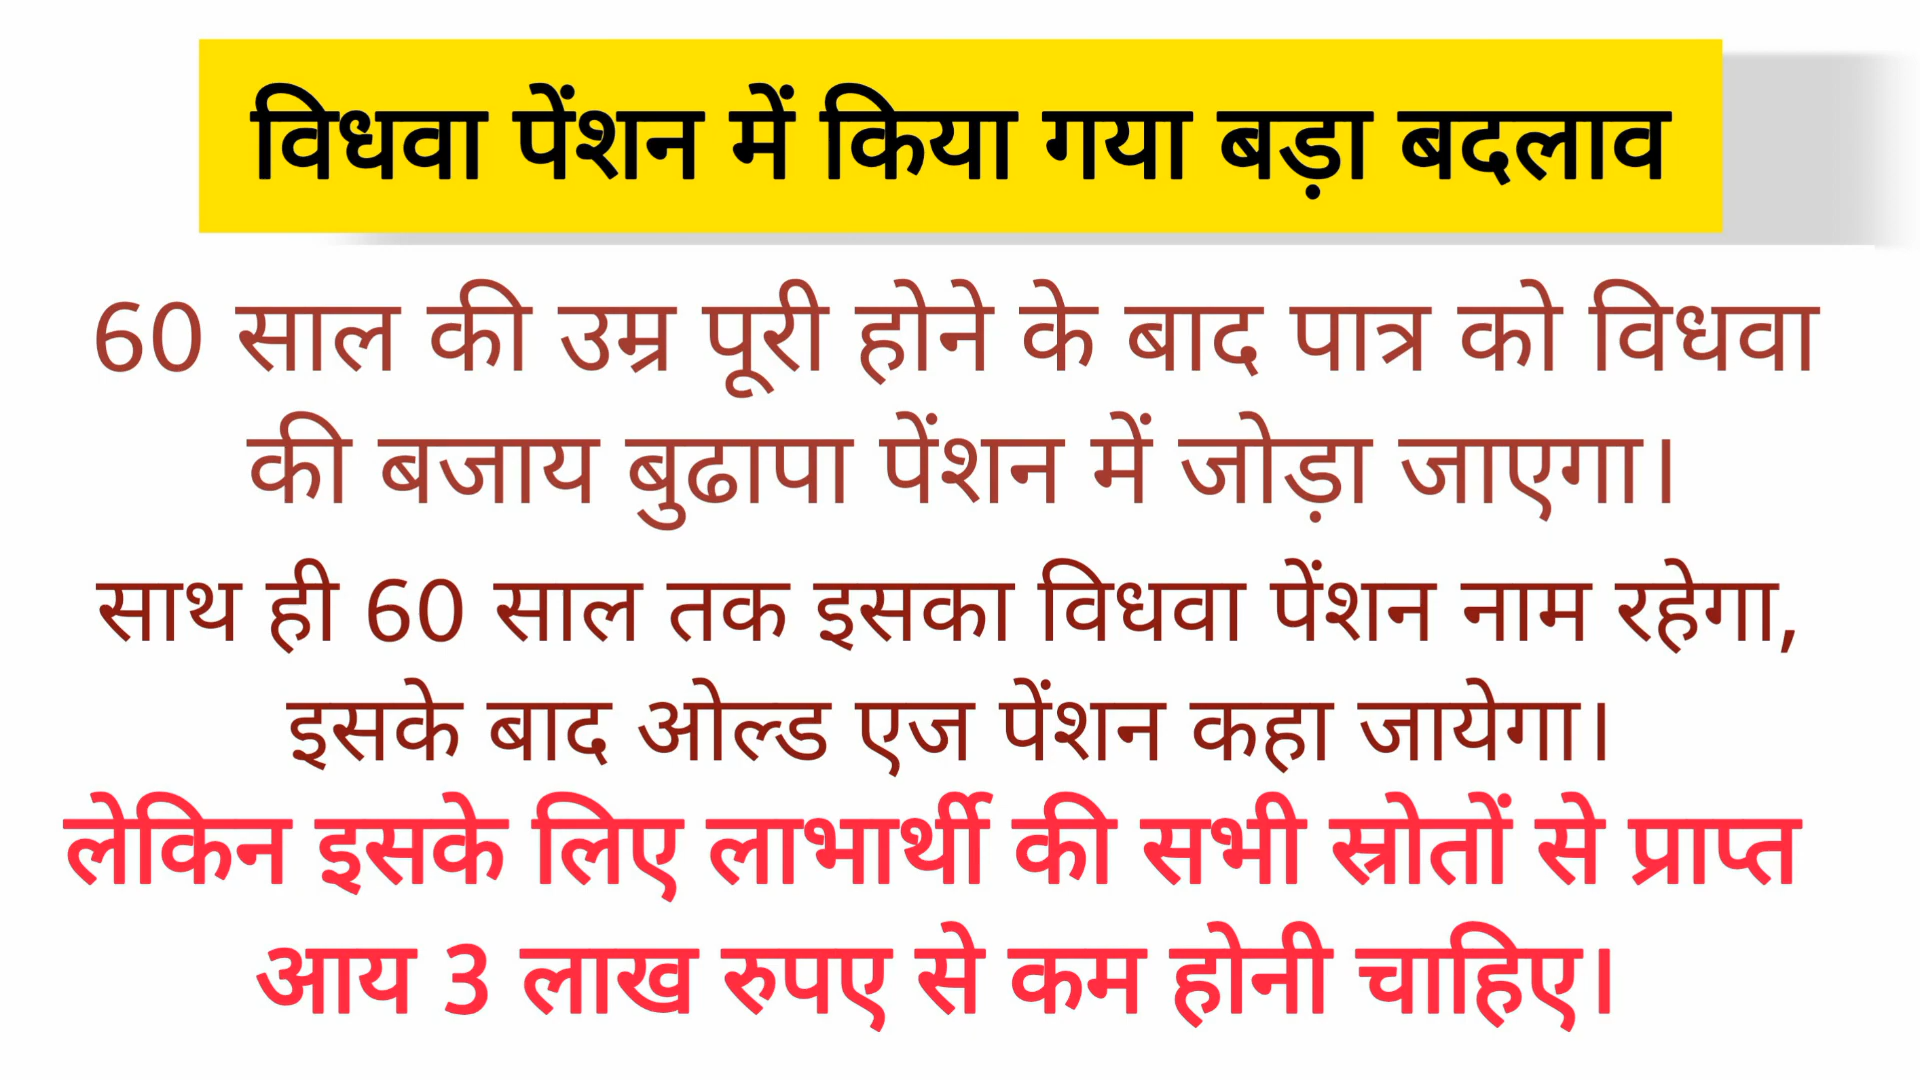 विधवा पेंशन में किया गया बड़ा बदलाव
60 साल की उम्र पूरी होने के बाद पात्र को विधवा
की बजाय बुढापा पेंशन में जोड़ा जाएगा।
साथ ही 60 साल तक इसका विधवा पेंशन नाम रहेगा,
इसके बाद ओल्ड एज पेंशन कहा जायेगा।
लेकिन इसके लिए लाभार्थी की सभी स्रोतों से प्राप्त
आय 3 लाख रुपए से कम होनी चाहिए।